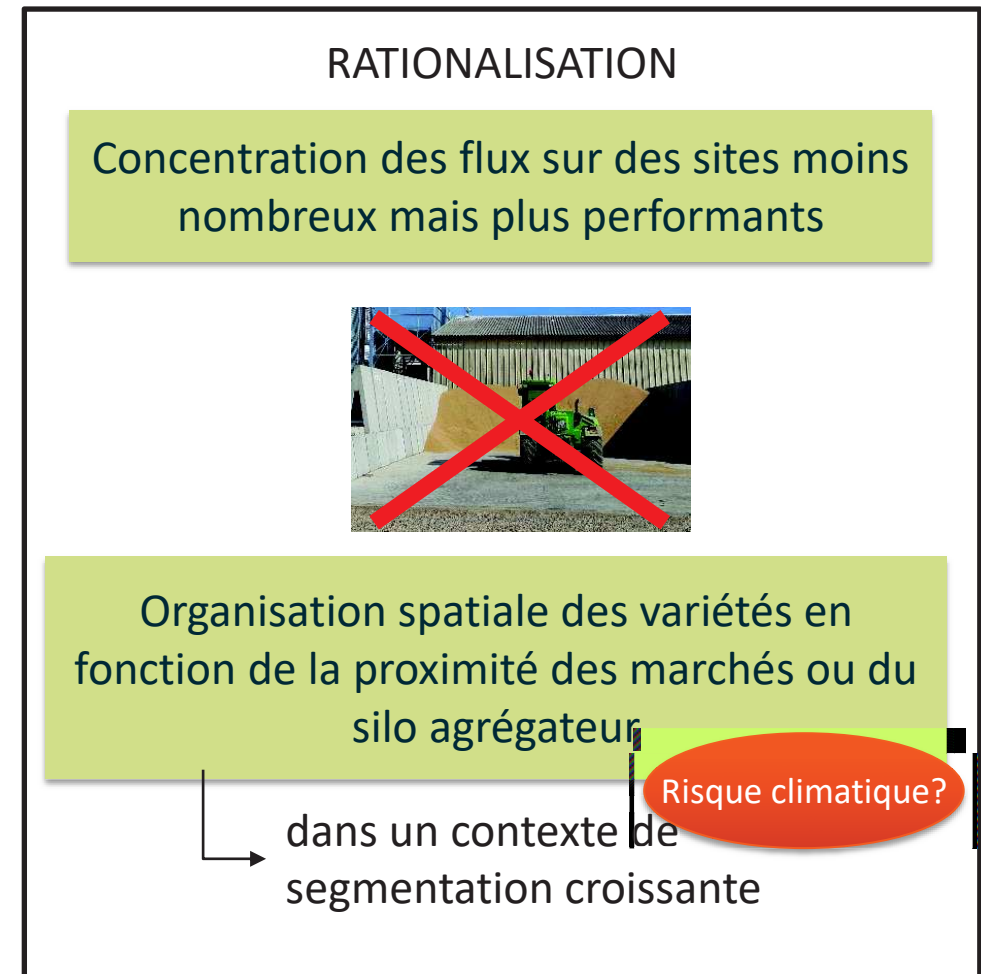 RATIONALISATION
Concentration des flux sur des sites moins
nombreux mais plus performants
Organisation spatiale des variétés en
fonction de la proximité des marchés ou du
silo agrégateur
Risque climatique?
dans un contexte de
segmentation croissante